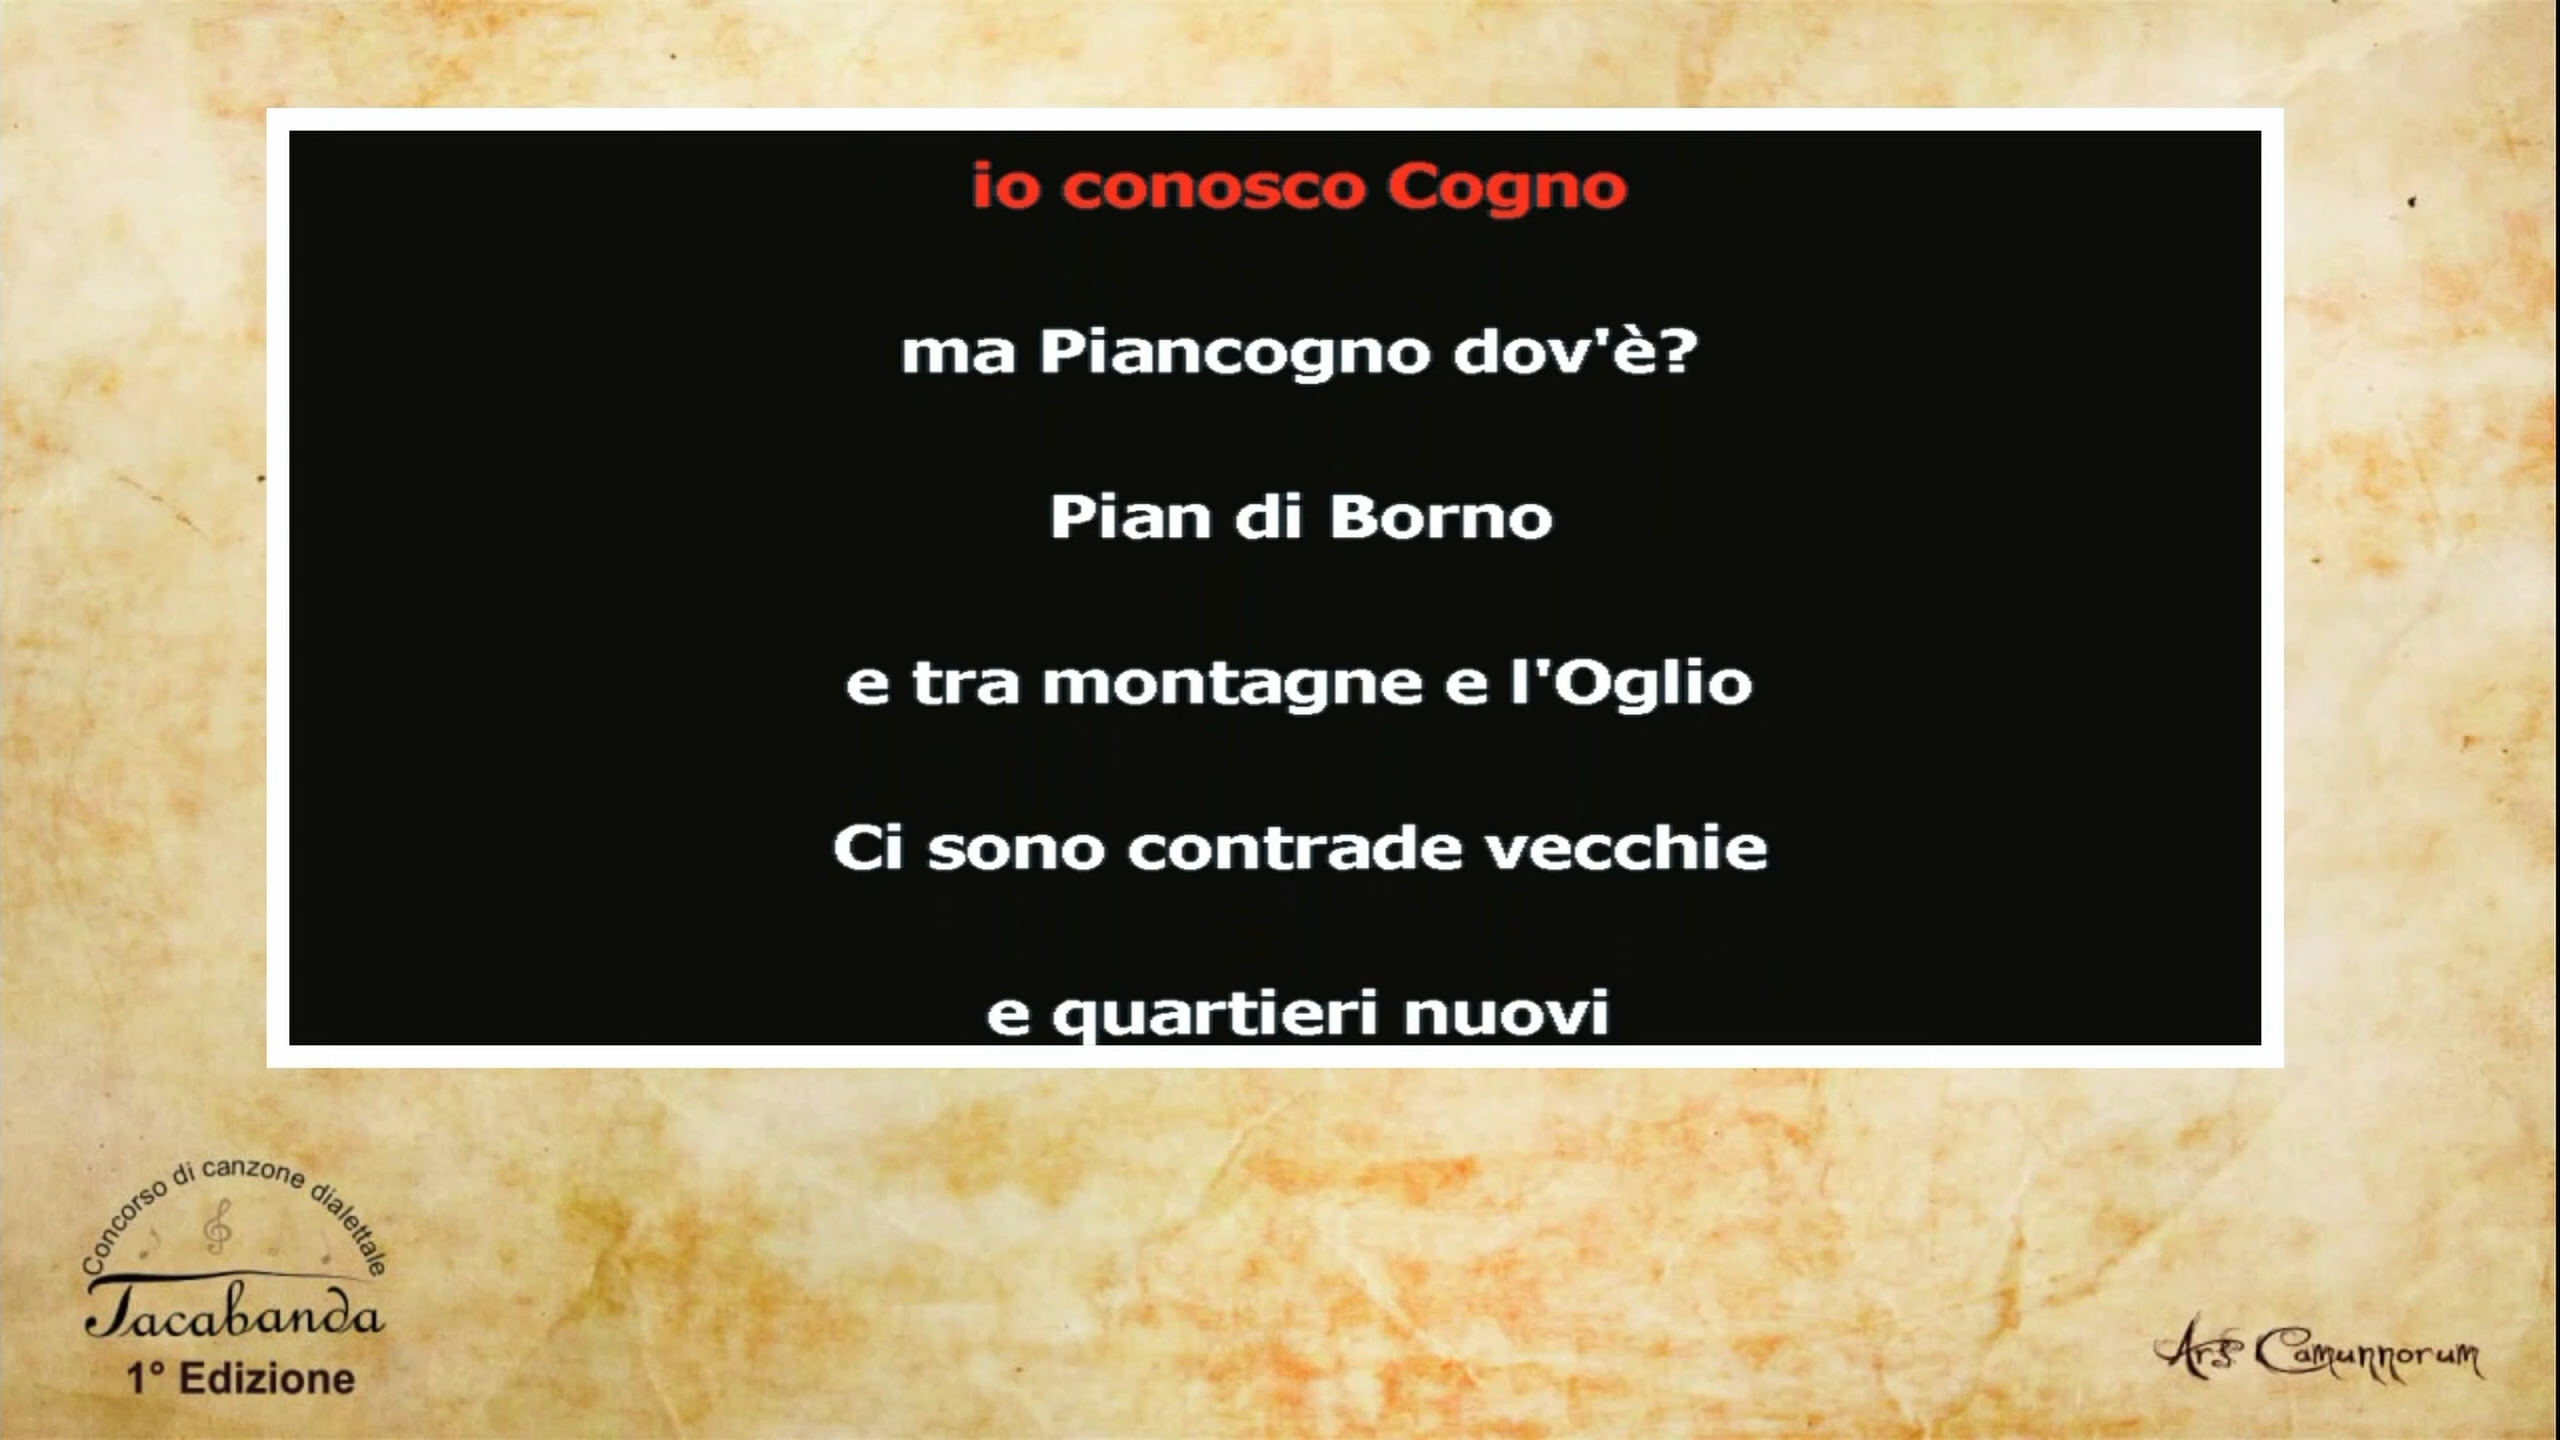 io conosco Cogno
ma Piancogno dov'è?
Pian di Borno
e tra montagne e l'Oglio
Ci sono contrade vecchie
e quartieri nuovi
Concorso di canzone dialettale
Tacabanda
1° Edizione
Ars Camunnorum